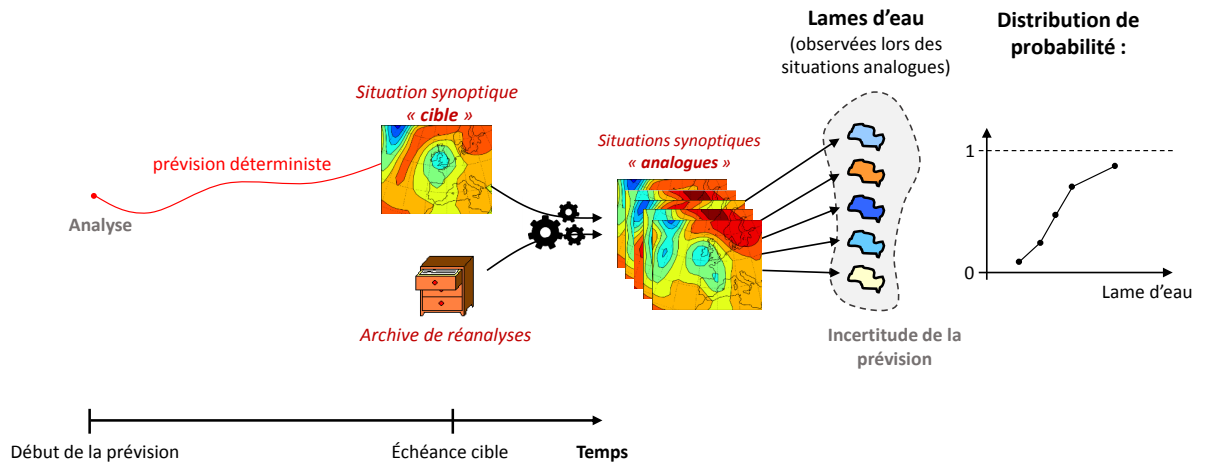 Lames d'eau
(observées lors des
situations analogues)
Distribution de
probabilité :
Situation synoptique
« cible »
prévision déterministe
Analyse
Situations synoptiques
« analogues »
1
0
Lame d'eau
Archive de réanalyses
Incertitude de la
prévision
Début de la prévision
Échéance cible
Temps